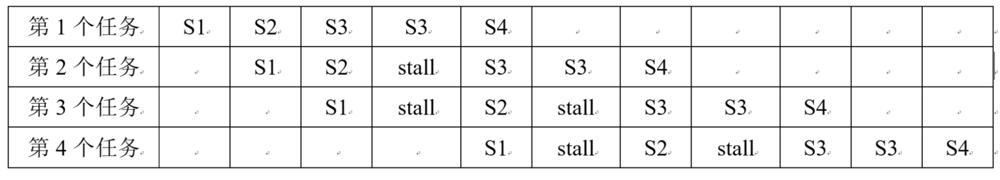 第 1 个任务 S1 S2 S3 S3 S4
第 2 个任务 S1 S2 stall S3 S3 S4
第 3 个任务 S1 stall S2 stall S3 S3 S4
第 4 个任务 S1 stall S2 stall S3 S3 S4